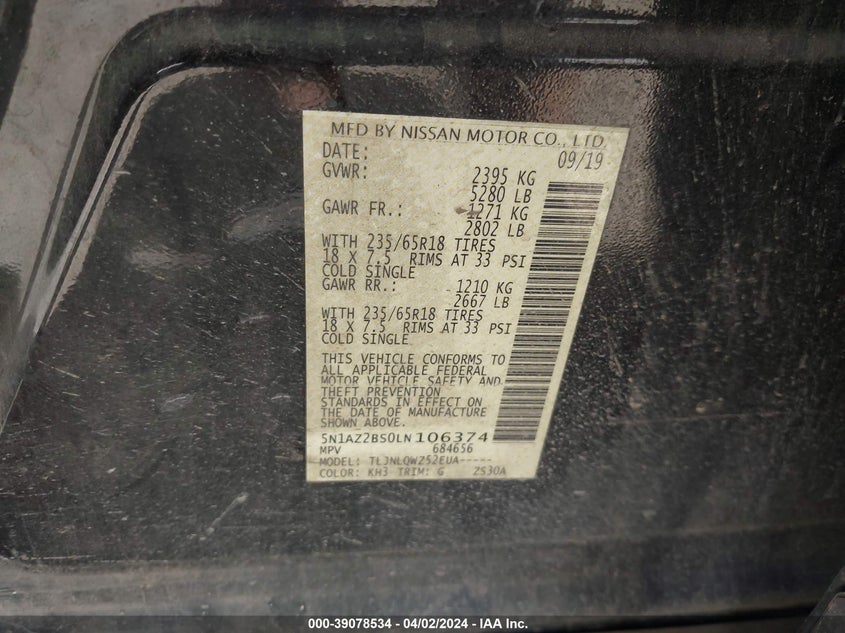 MFD BY NISSAN MOTOR CO., LTD.
DATE: 09/19
GVWR: 2395 KG
5280 LB
GAWR FR.: 1271 KG
2802 LB
WITH 235/65R18 TIRES
18 X 7.5 RIMS AT 33 PSI
COLD SINGLE
GAWR RR.: 1210 KG
2667 LB
WITH 235/65R18 TIRES
18 X 7.5 RIMS AT 33 PSI
COLD SINGLE
THIS VEHICLE CONFORMS TO
ALL APPLICABLE FEDERAL
MOTOR VEHICLE SAFETY AND
THEFT PREVENTION
STANDARDS IN EFFECT ON
THE DATE OF MANUFACTURE
SHOWN ABOVE.
5N1AZ2BS0LN106374
MPV 684656
MODEL: TLJNLQWZ52EUA-----
COLOR: KH3 TRIM: G 2S30A
000-39078534 - 04/02/2024 - IAA Inc.